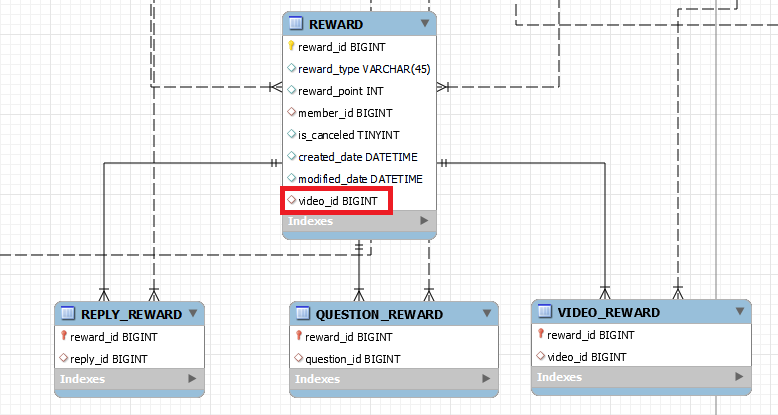 REWARD
reward_id BIGINT
reward_type VARCHAR(45)
reward_point INT
member_id BIGINT
is_canceled TINYINT
created_date DATETIME
modified_date DATETIME
video_id BIGINT
Indexes
REPLY_REWARD
reward_id BIGINT
reply_id BIGINT
Indexes
QUESTION_REWARD
reward_id BIGINT
question_id BIGINT
Indexes
VIDEO_REWARD
reward_id BIGINT
video_id BIGINT
Indexes